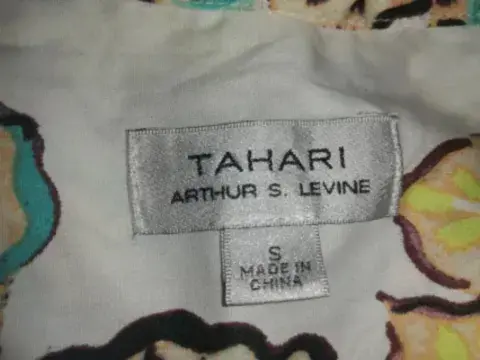 TAHARI
ARTHUR S. LEVINE
S
MADE IN
CHINA